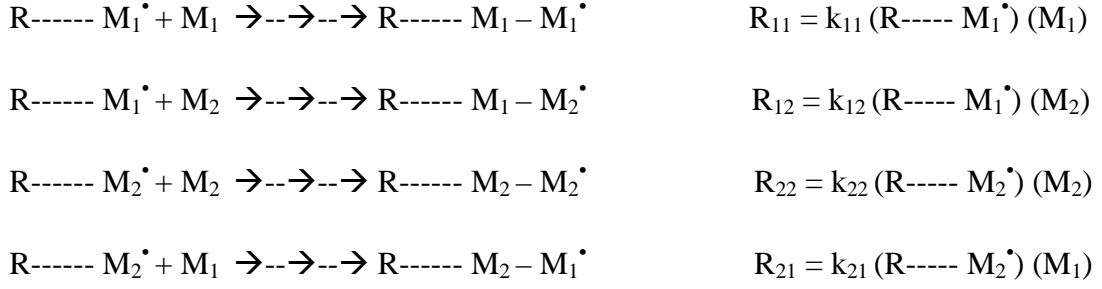 R------ M₁• + M₁ →--→--→ R------ M₁ – M₁• R₁₁ = k₁₁ (R----- M₁•) (M₁)
R------ M₁• + M₂ →--→--→ R------ M₁ – M₂• R₁₂ = k₁₂ (R----- M₁•) (M₂)
R------ M₂• + M₂ →--→--→ R------ M₂ – M₂• R₂₂ = k₂₂ (R----- M₂•) (M₂)
R------ M₂• + M₁ →--→--→ R------ M₂ – M₁• R₂₁ = k₂₁ (R----- M₂•) (M₁)